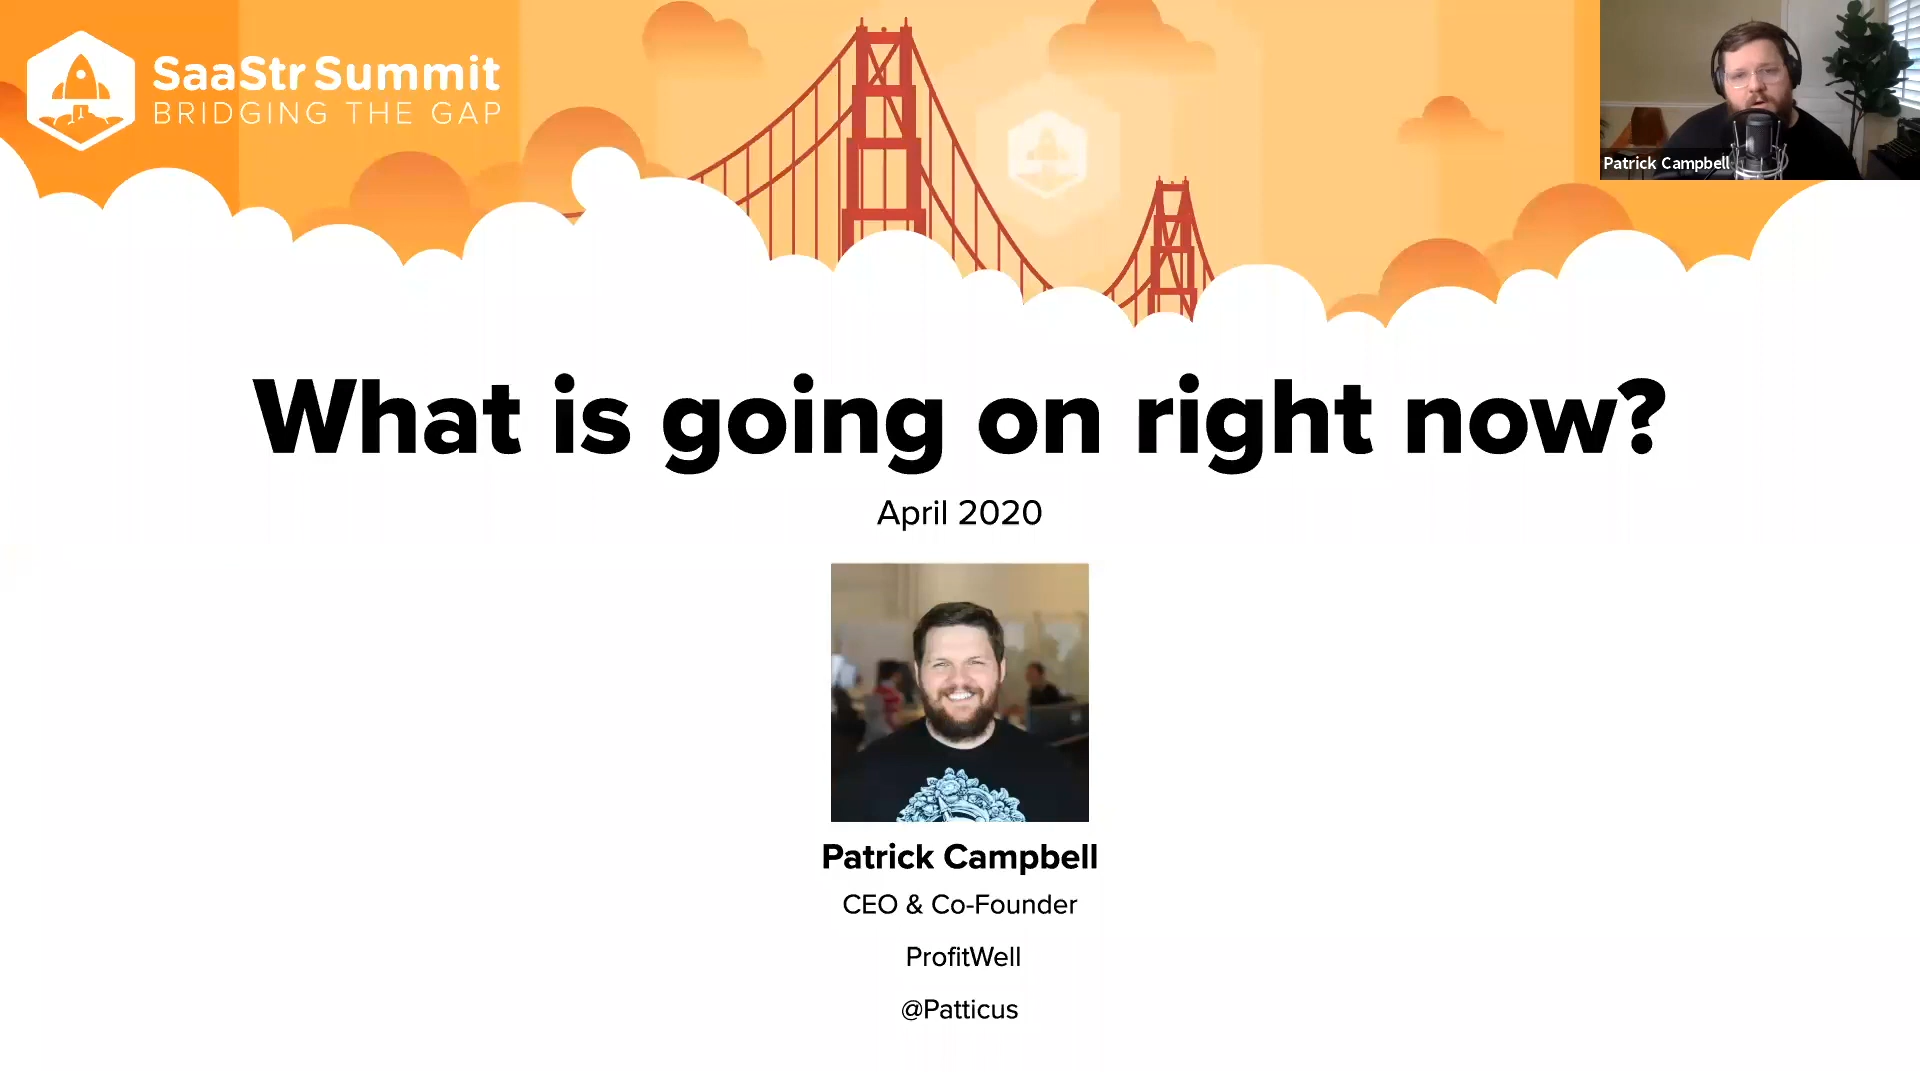 SaaStr Summit
BRIDGING THE GAP
Patrick Campbell
What is going on right now?
April 2020
Patrick Campbell
CEO & Co-Founder
ProfitWell
@Patticus